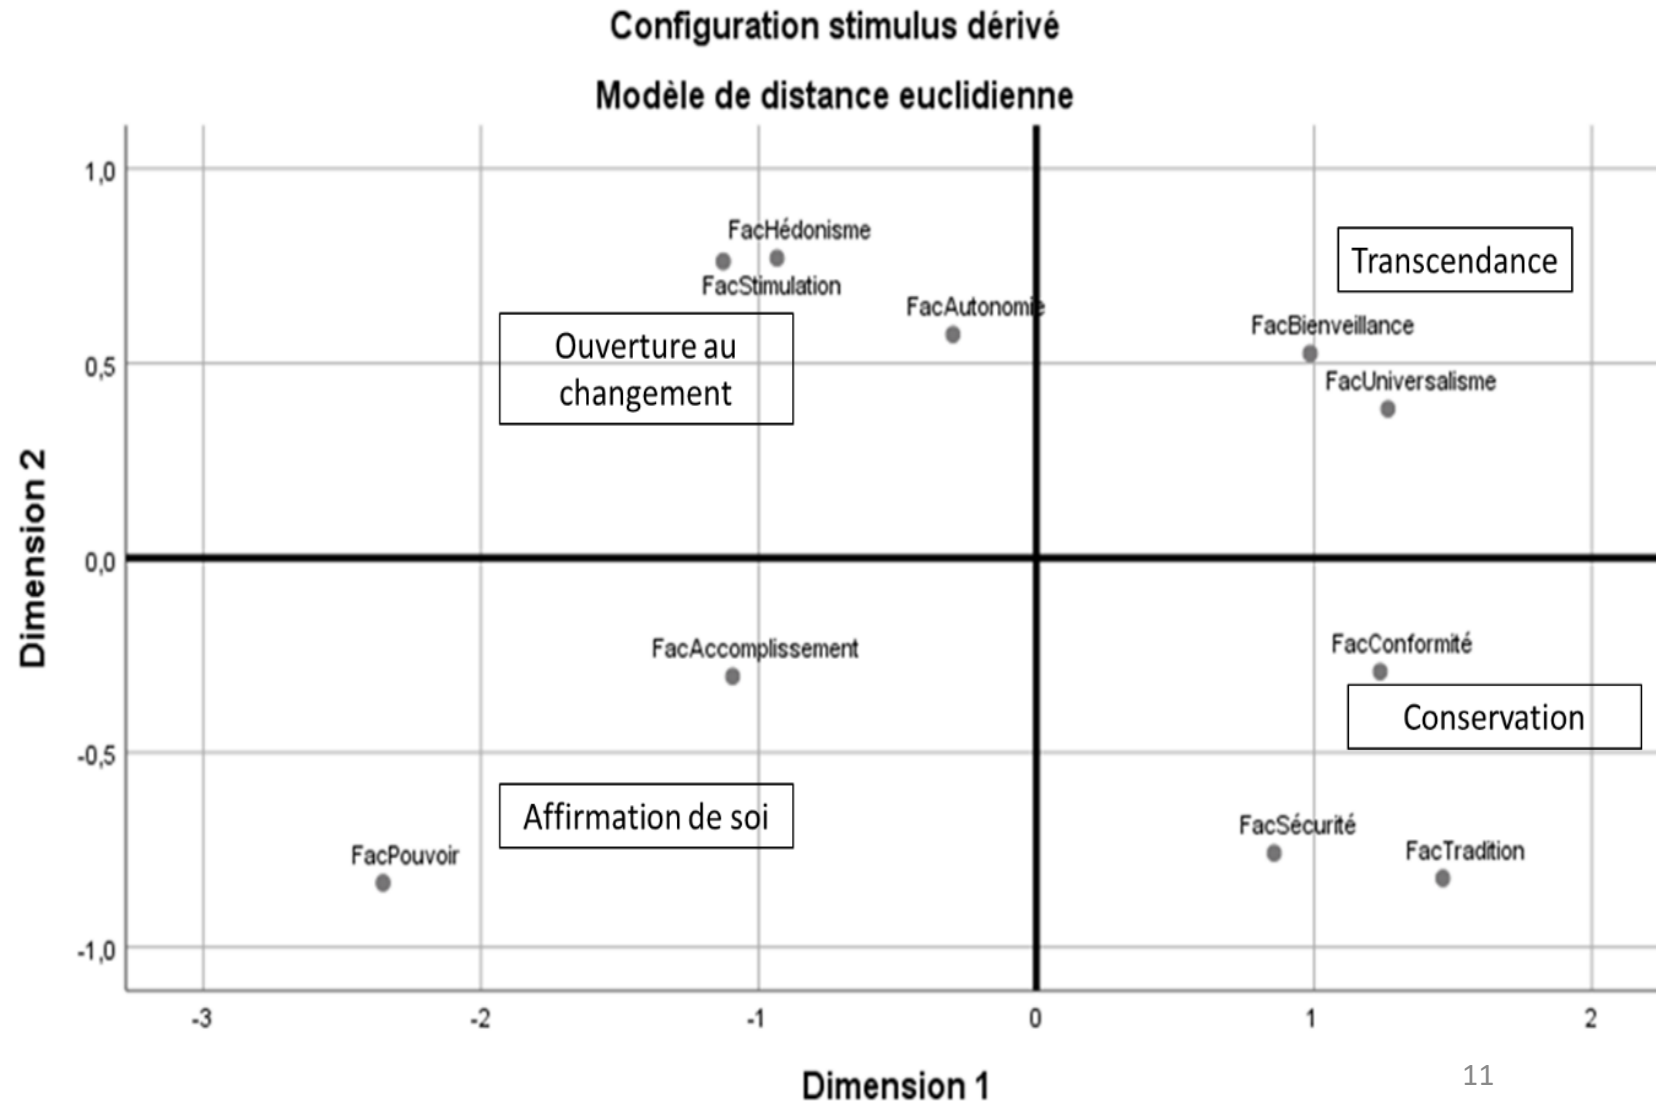 Configuration stimulus dérivé
Modèle de distance euclidienne
1,0
0,5
0,0
-0,5
-1,0
Dimension 2
FacHédonisme
FacStimulation
FacAutonomie
Ouverture au
changement
Transcendance
FacBienveillance
FacUniversalisme
FacAccomplissement
FacConformité
Conservation
Affirmation de soi
FacPouvoir
FacSécurité
FacTradition
-3
-2
-1
0
1
2
Dimension 1
11